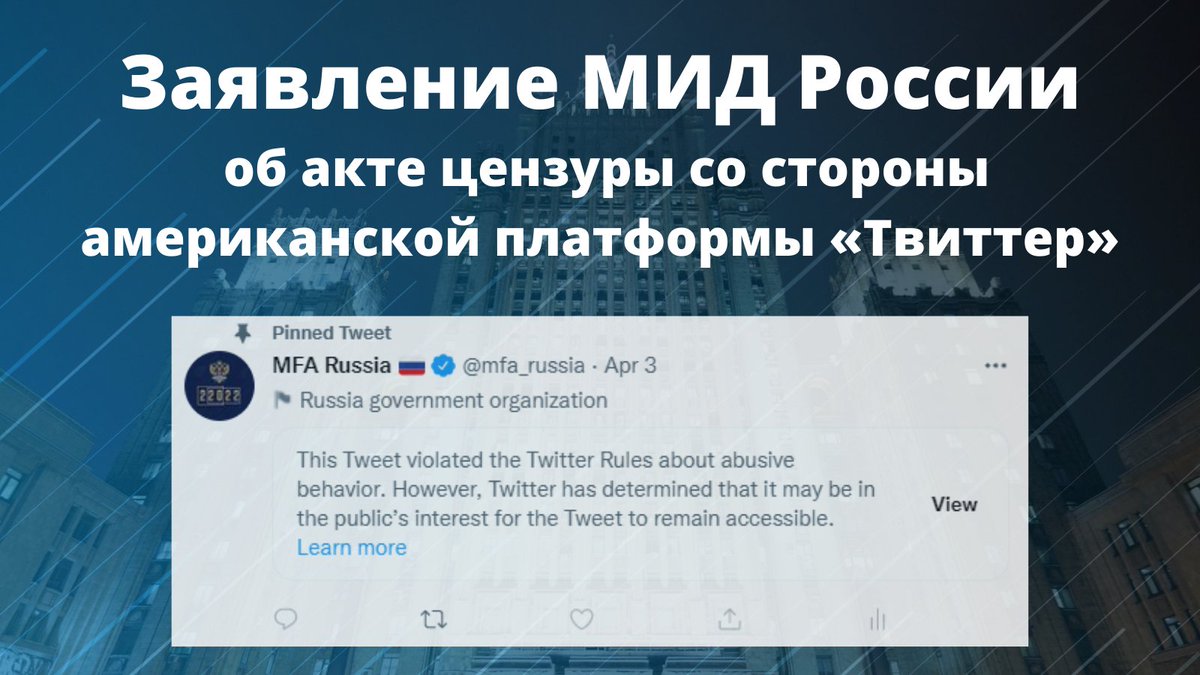 Заявление МИД России
об акте цензуры со стороны
американской платформы «Твиттер»
Pinned Tweet
MFA Russia @mfa_russia · Apr 3
22022
Russia government organization
This Tweet violated the Twitter Rules about abusive
behavior. However, Twitter has determined that it may be in
the public's interest for the Tweet to remain accessible.
Learn more
View